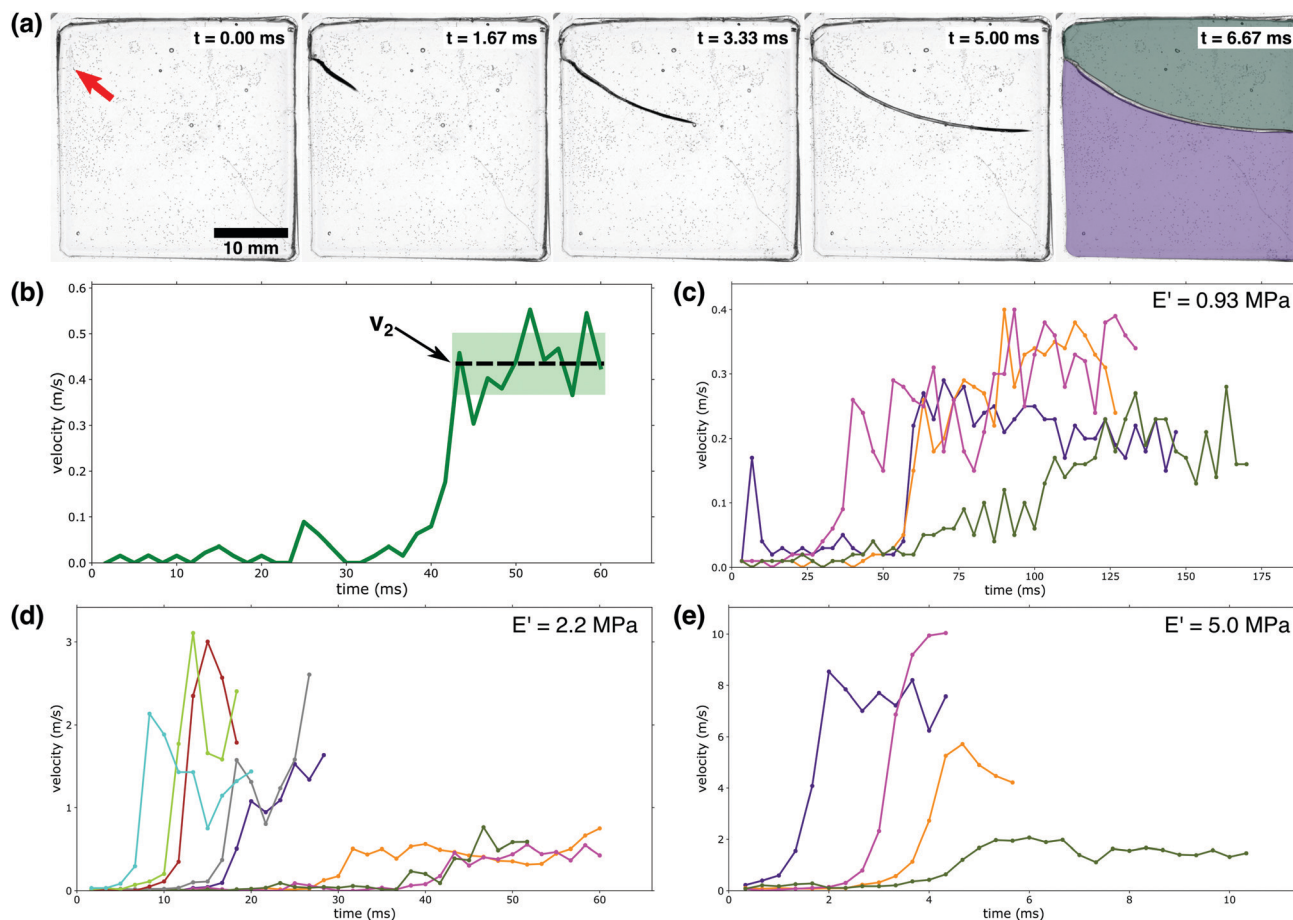 (a)
t = 0.00 ms
t = 1.67 ms
t = 3.33 ms
t = 5.00 ms
t = 6.67 ms
10 mm
(b)
v2
velocity (m/s)
0.6
0.5
0.4
0.3
0.2
0.1
0.0
0 10 20 30 40 50 60
time (ms)
(c)
E' = 0.93 MPa
velocity (m/s)
0.4
0.3
0.2
0.1
0.0
0 25 50 75 100 125 150 175
time (ms)
(d)
E' = 2.2 MPa
velocity (m/s)
3
2
1
0
0 10 20 30 40 50 60
time (ms)
(e)
E' = 5.0 MPa
velocity (m/s)
10
8
6
4
2
0
0 2 4 6 8 10
time (ms)